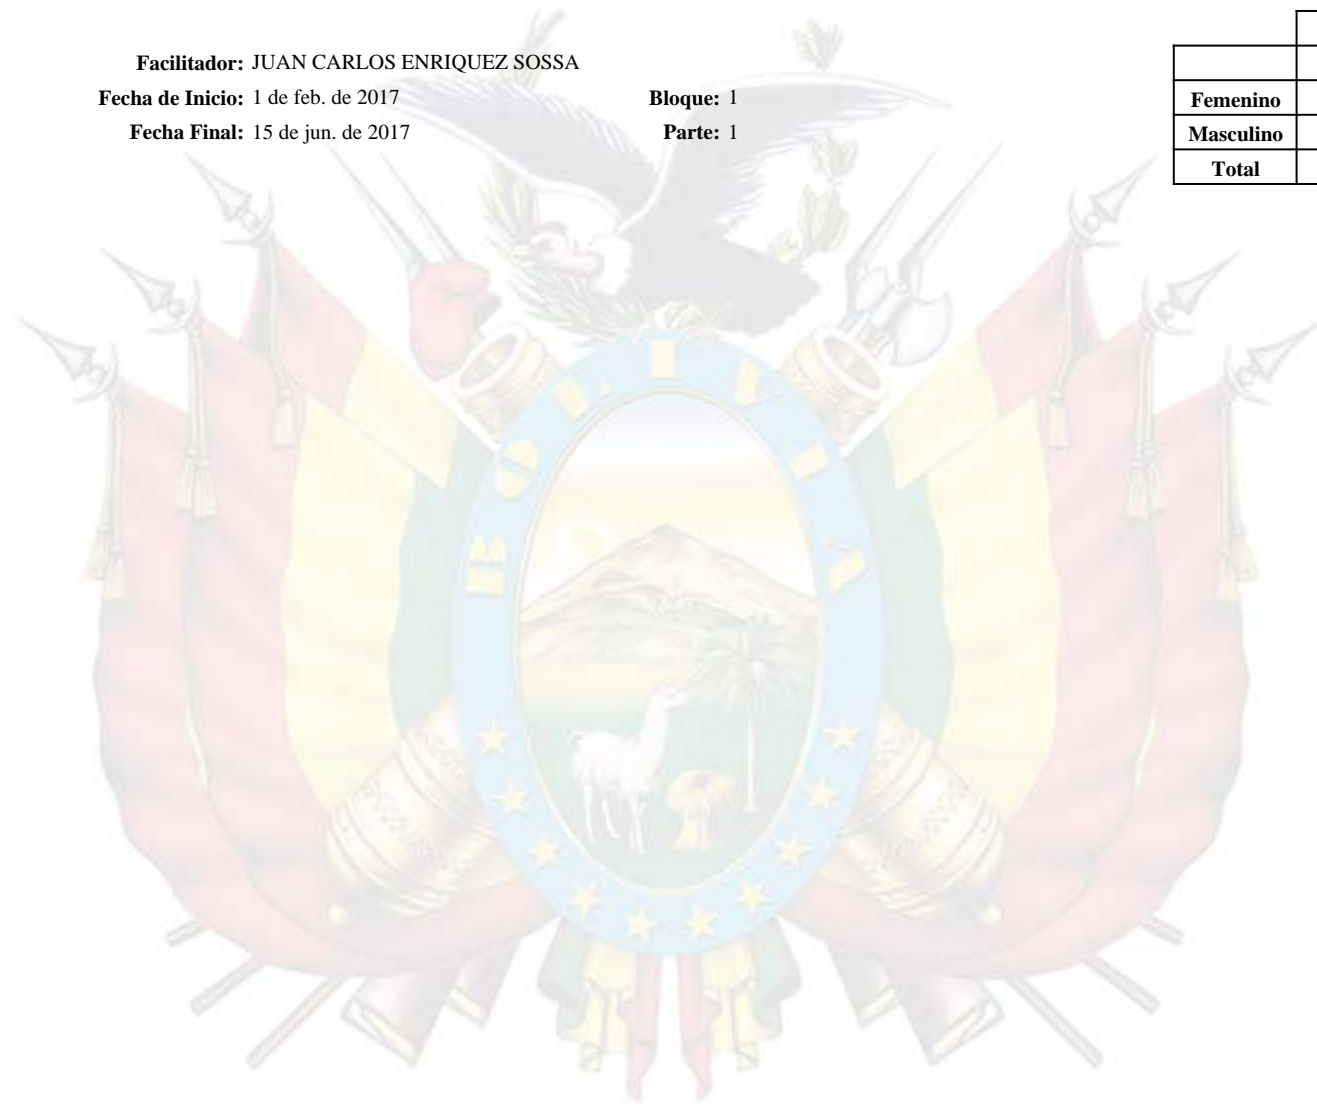 Facilitador: JUAN CARLOS ENRIQUEZ SOSSA
Fecha de Inicio: 1 de feb. de 2017 Bloque: 1
Fecha Final: 15 de jun. de 2017 Parte: 1
Femenino
Masculino
Total
BOLIVIA